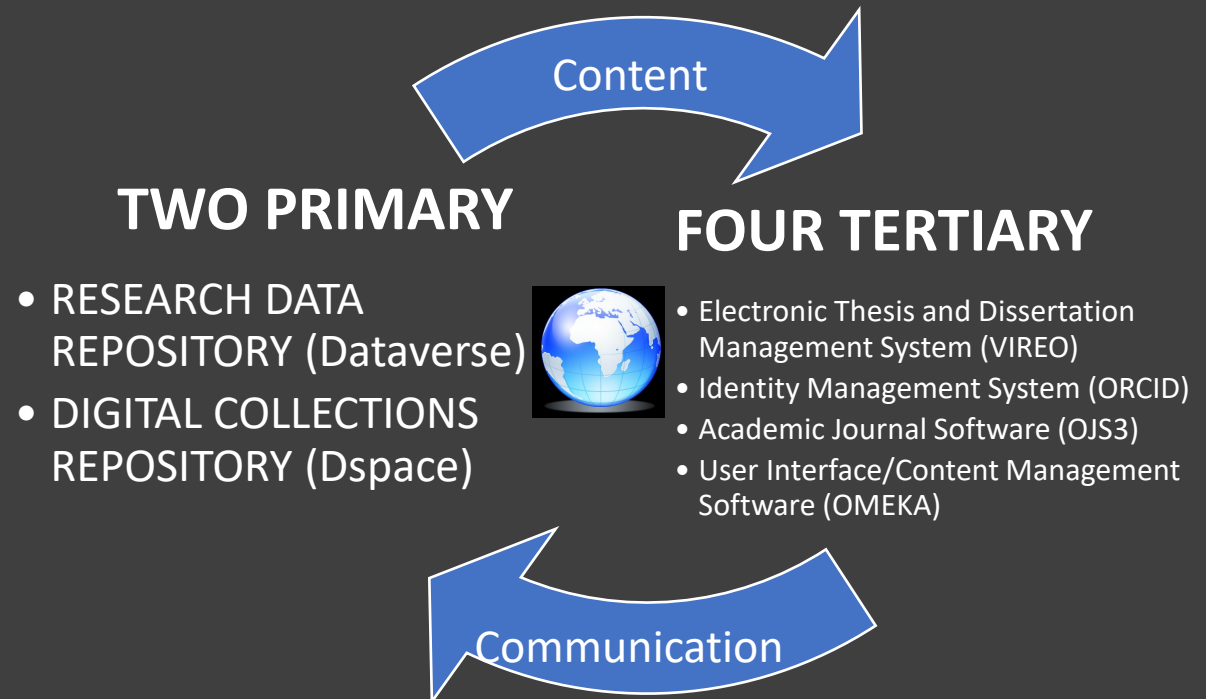 Content
TWO PRIMARY
• RESEARCH DATA
REPOSITORY (Dataverse)
• DIGITAL COLLECTIONS
REPOSITORY (Dspace)
FOUR TERTIARY
• Electronic Thesis and Dissertation
Management System (VIREO)
• Identity Management System (ORCID)
• Academic Journal Software (OJS3)
• User Interface/Content Management
Software (OMEKA)
Communication